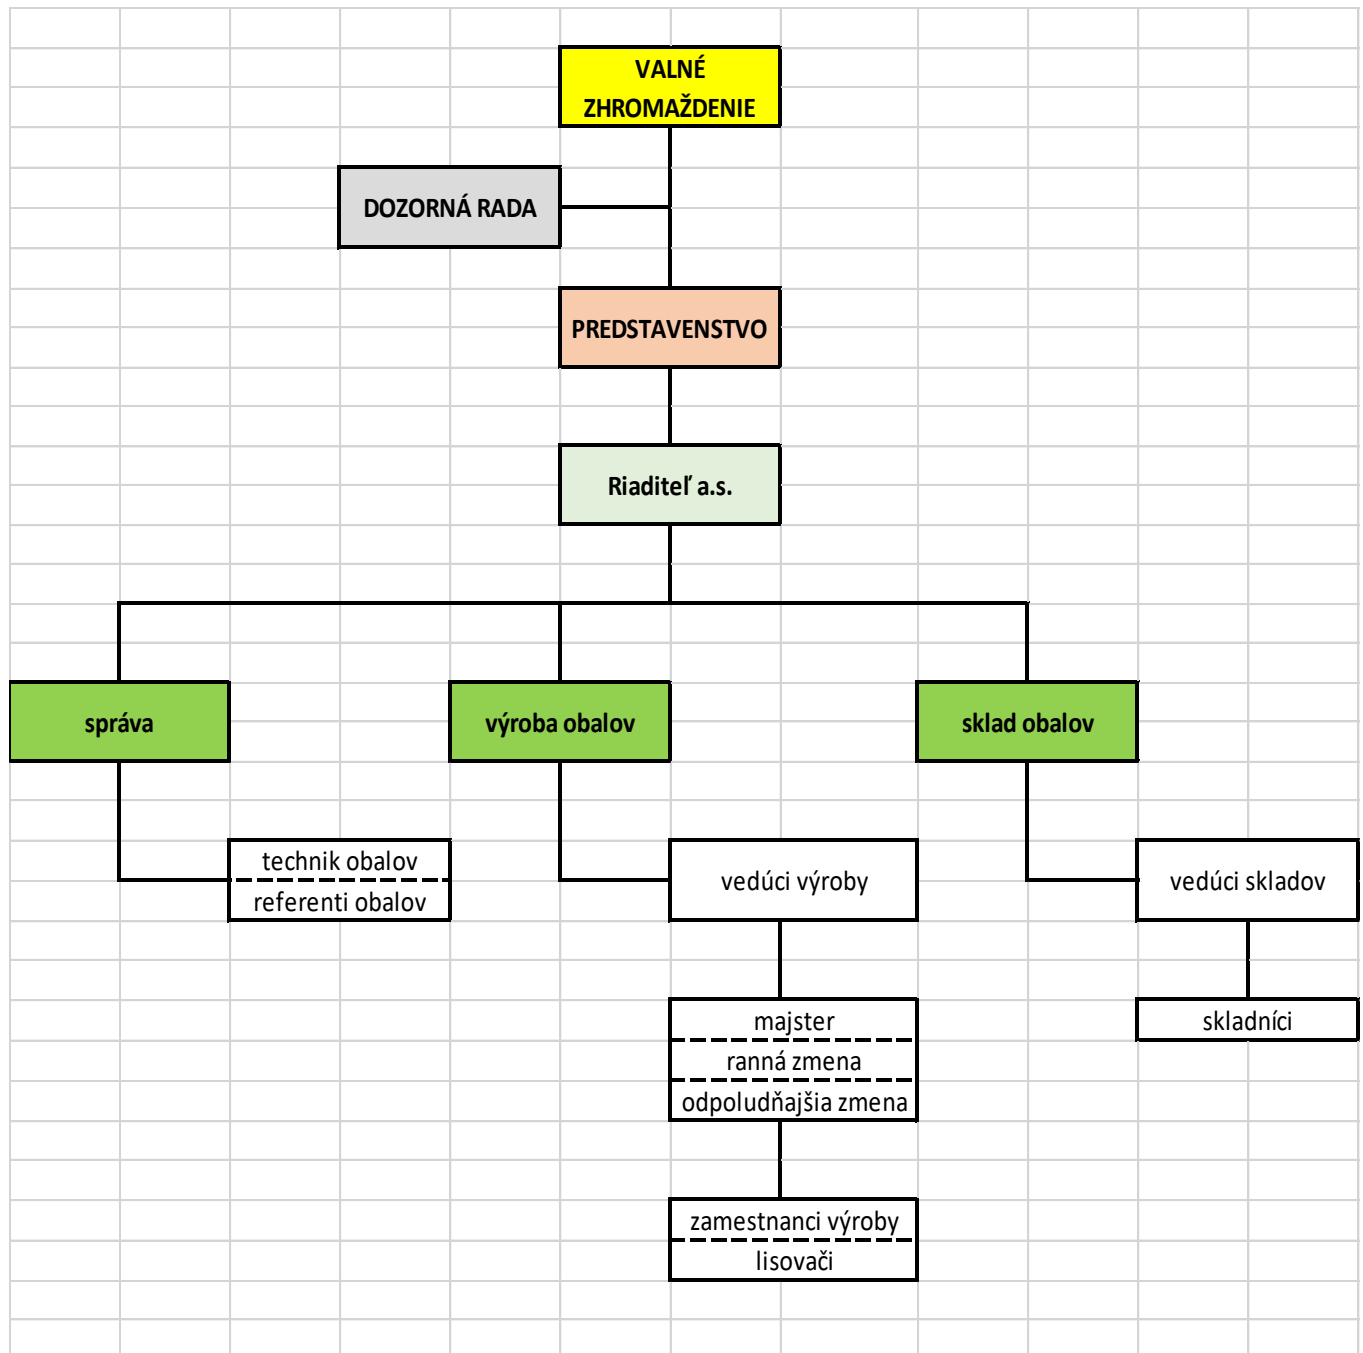 VALNÉ
ZHROMAŽDENIE
DOZORNÁ RADA
PREDSTAVENSTVO
Riaditeľ a.s.
správa
výroba obalov
sklad obalov
technik obalov
referenti obalov
vedúci výroby
vedúci skladov
majster
ranná zmena
odpoludňajšia zmena
skladníci
zamestnanci výroby
lisovači